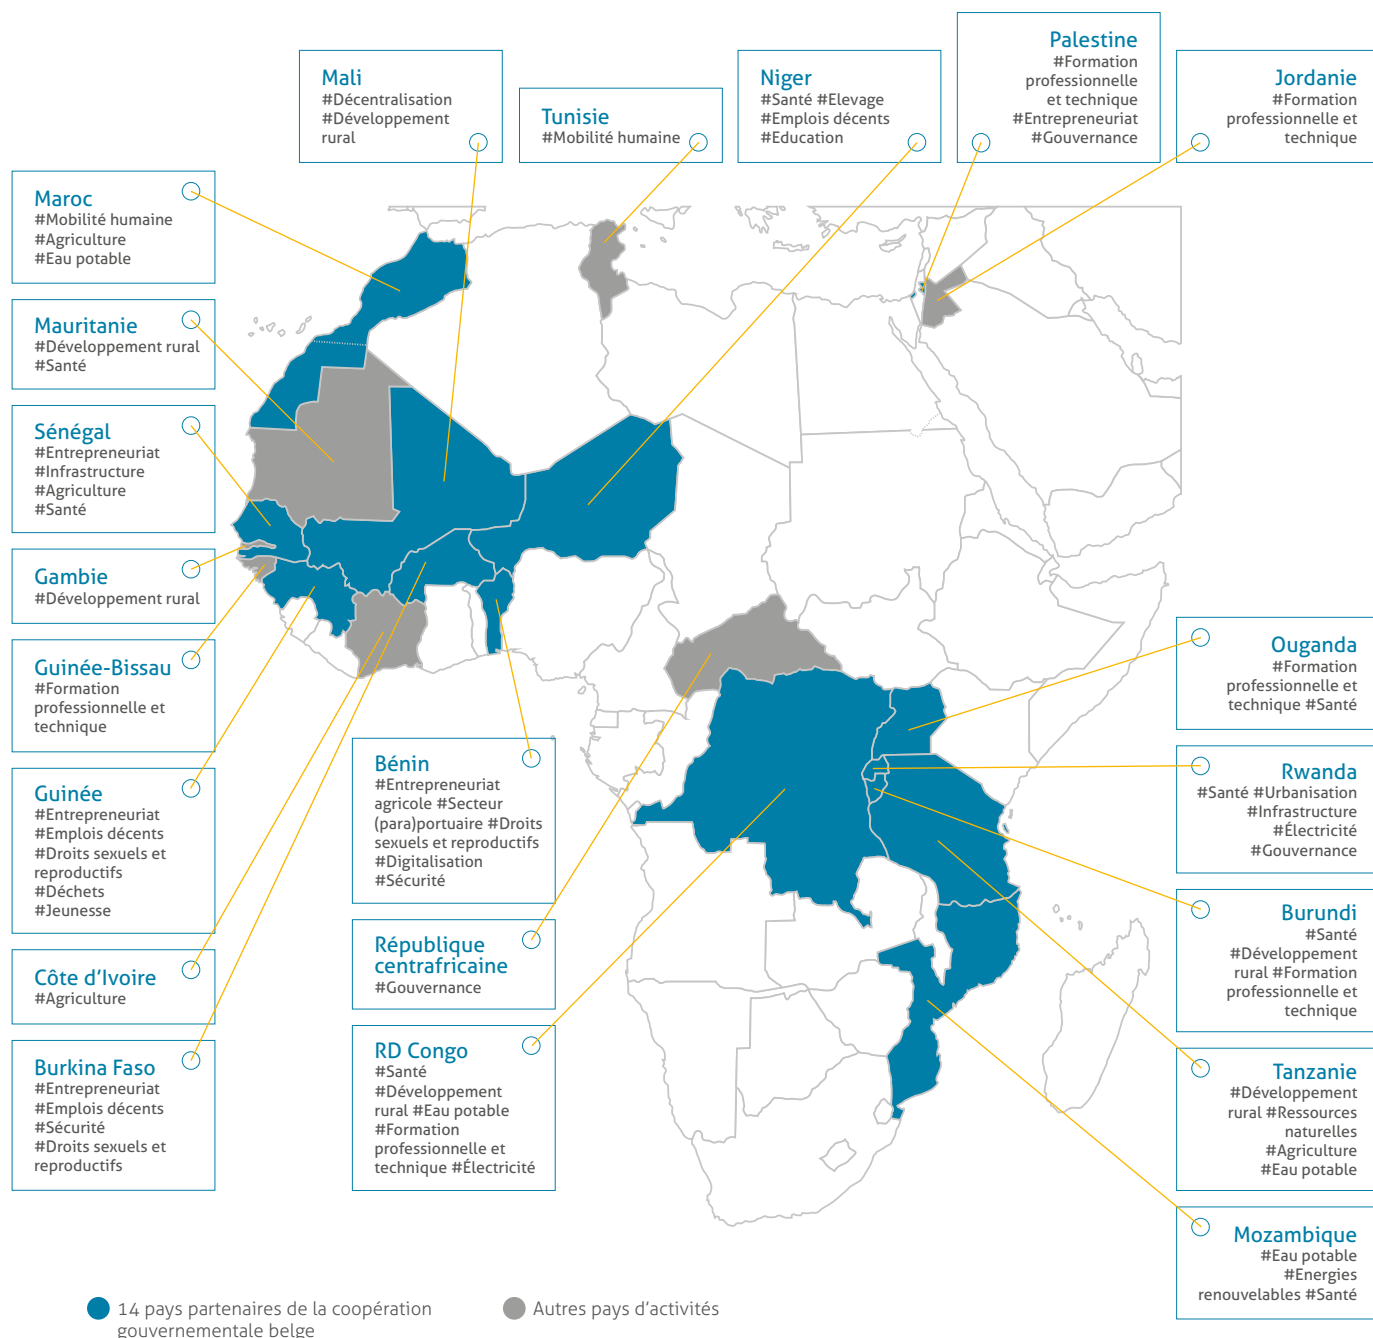 Mali
#Décentralisation
#Développement
rural
Tunisie
#Mobilité humaine
Niger
#Santé #Elevage
#Emplois décents
#Education
Palestine
#Formation
professionnelle
et technique
#Entrepreneuriat
#Gouvernance
Jordanie
#Formation
professionnelle et
technique
Maroc
#Mobilité humaine
#Agriculture
#Eau potable
Mauritanie
#Développement rural
#Santé
Sénégal
#Entrepreneuriat
#Infrastructure
#Agriculture
#Santé
Gambie
#Développement rural
Guinée-Bissau
#Formation
professionnelle et
technique
Guinée
#Entrepreneuriat
#Emplois décents
#Droits sexuels et
reproductifs
#Déchets
#Jeunesse
Côte d'Ivoire
#Agriculture
Burkina Faso
#Entrepreneuriat
#Emplois décents
#Sécurité
#Droits sexuels et
reproductifs
Bénin
#Entrepreneuriat
agricole #Secteur
(para)portuaire #Droits
sexuels et reproductifs
#Digitalisation
#Sécurité
République
centrafricaine
#Gouvernance
RD Congo
#Santé
#Développement
rural #Eau potable
#Formation
professionnelle et
technique #Électricité
Ouganda
#Formation
professionnelle et
technique #Santé
Rwanda
#Santé #Urbanisation
#Infrastructure
#Électricité
#Gouvernance
Burundi
#Santé
#Développement
rural #Formation
professionnelle et
technique
Tanzanie
#Développement
rural #Ressources
naturelles
#Agriculture
#Eau potable
Mozambique
#Eau potable
#Energies
renouvelables #Santé
14 pays partenaires de la coopération
gouvernementale belge
Autres pays d'activités